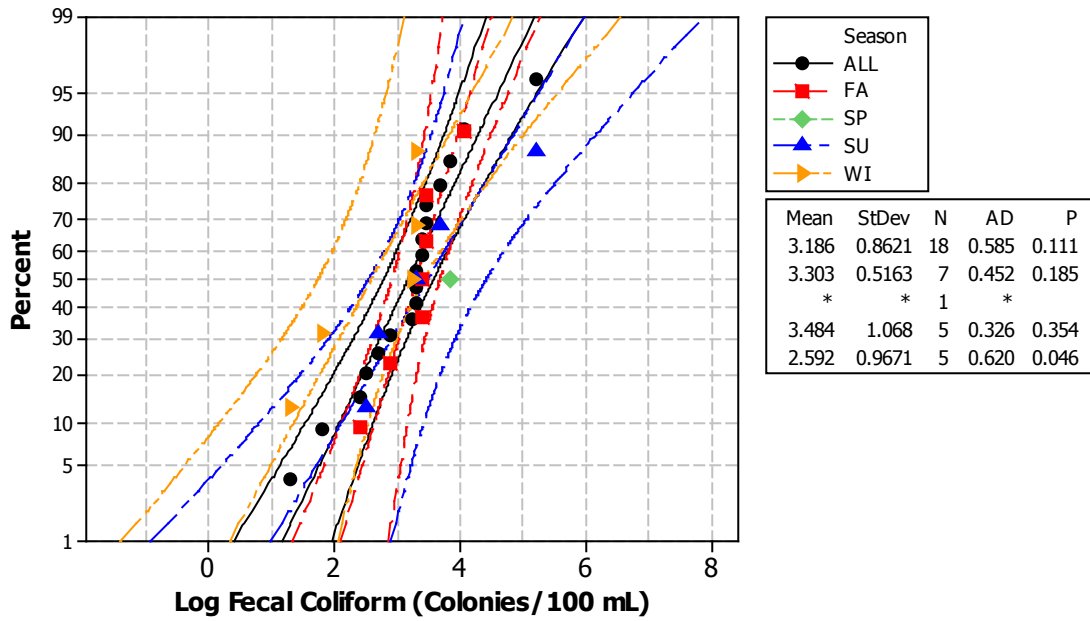 99
95
90
80
70
60
50
40
30
20
10
5
1
Percent
0
2
4
6
8
Log Fecal Coliform (Colonies/100 mL)
Season
ALL
FA
SP
SU
WI
Mean StDev N AD P
3.186 0.8621 18 0.585 0.111
3.303 0.5163 7 0.452 0.185
* * 1 *
3.484 1.068 5 0.326 0.354
2.592 0.9671 5 0.620 0.046